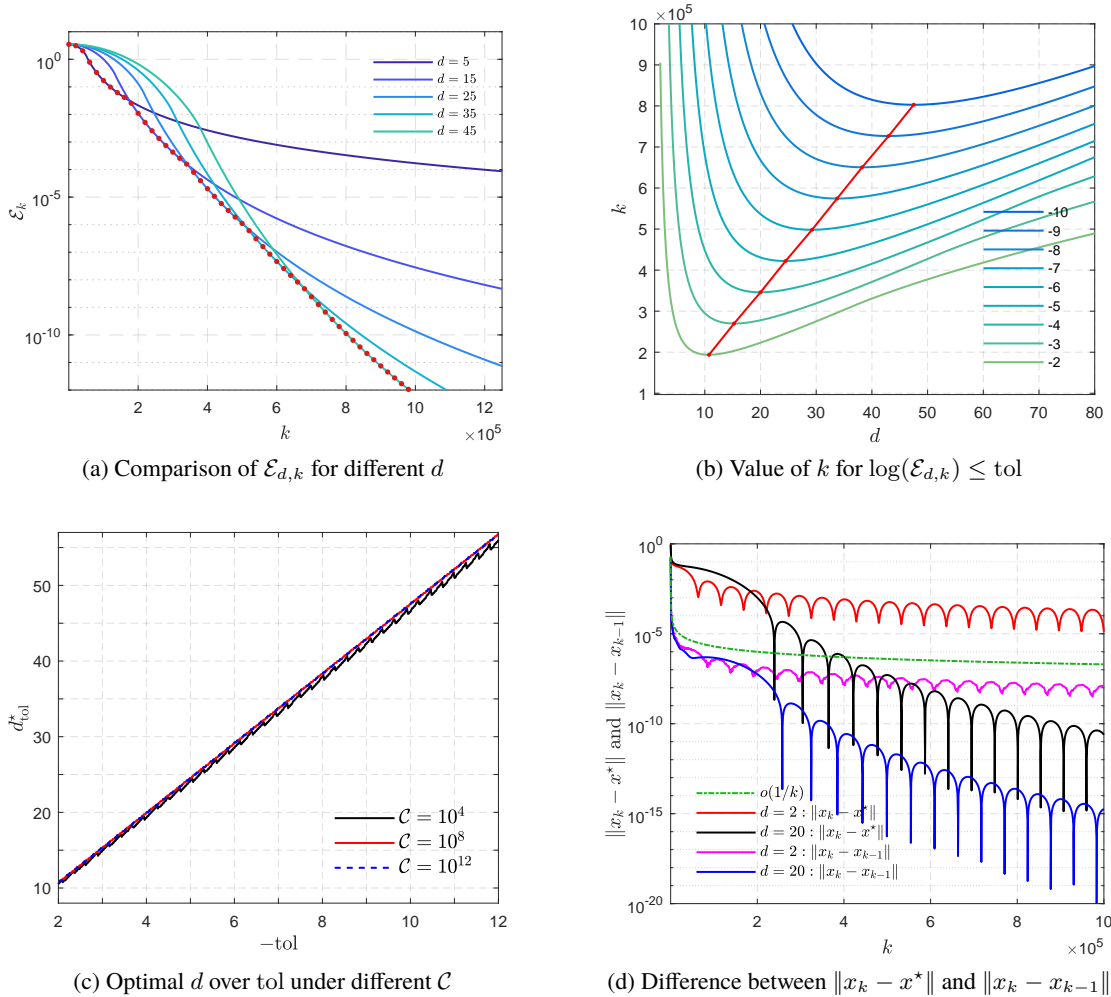 10^0
10^-5
10^-10
ℰ_k
d = 5
d = 15
d = 25
d = 35
d = 45
2 4 6 8 10 12
k
×10^5
(a) Comparison of ℰ_{d,k} for different d
×10^5
10
9
8
7
6
5
4
3
2
1
k
-10
-9
-8
-7
-6
-5
-4
-3
-2
10 20 30 40 50 60 70 80
d
(b) Value of k for log(ℰ_{d,k}) ≤ tol
50
40
30
20
10
d^⋆_tol
𝒞 = 10^4
𝒞 = 10^8
𝒞 = 10^12
2 4 6 8 10 12
−tol
(c) Optimal d over tol under different 𝒞
10^0
10^-5
10^-10
10^-15
10^-20
‖x_k − x^⋆‖ and ‖x_k − x_{k−1}‖
o(1/k)
d = 2 : ‖x_k − x^⋆‖
d = 20 : ‖x_k − x^⋆‖
d = 2 : ‖x_k − x_{k−1}‖
d = 20 : ‖x_k − x_{k−1}‖
2 4 6 8 10
k
×10^5
(d) Difference between ‖x_k − x^⋆‖ and ‖x_k − x_{k−1}‖